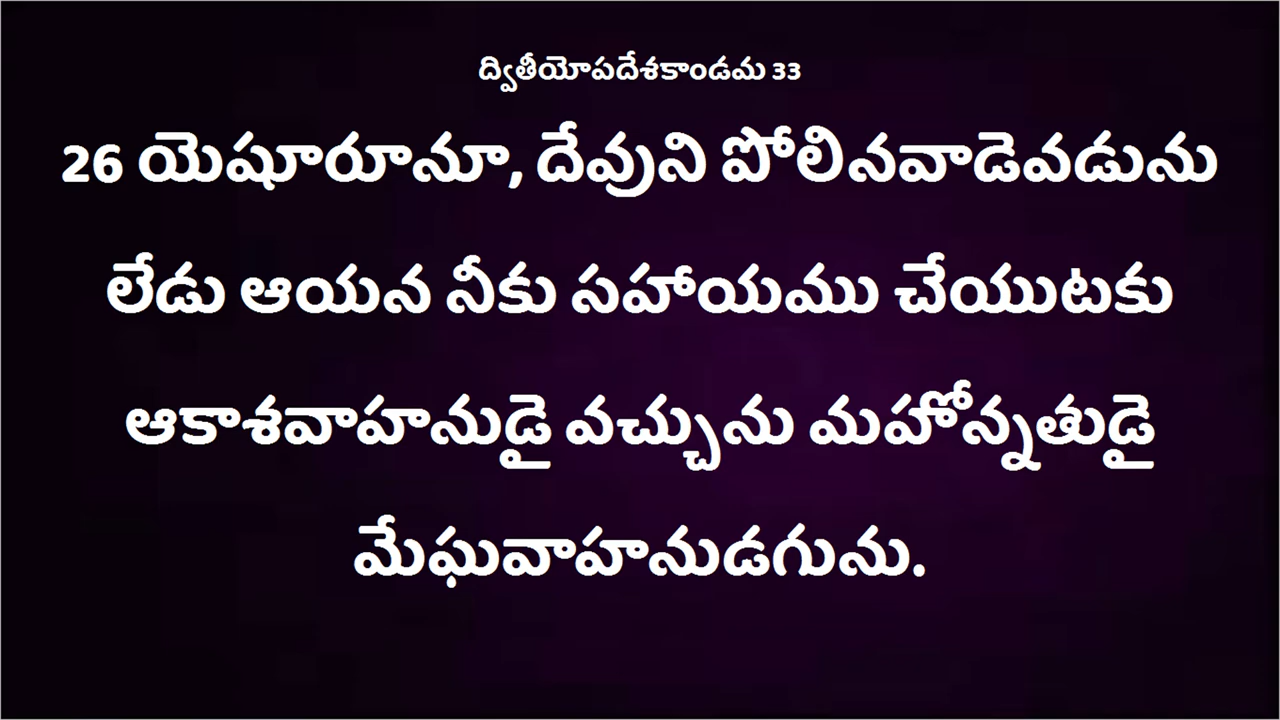 ద్వితీయోపదేశకాండమ 33
26 యెషూరూనూ, దేవుని పోలినవాడెవడును
లేడు ఆయన నీకు సహాయము చేయుటకు
ఆకాశవాహనుడై వచ్చును మహోన్నతుడై
మేఘవాహనుడగును.